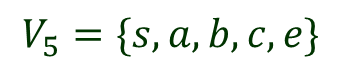 V₅ = {s, a, b, c, e}